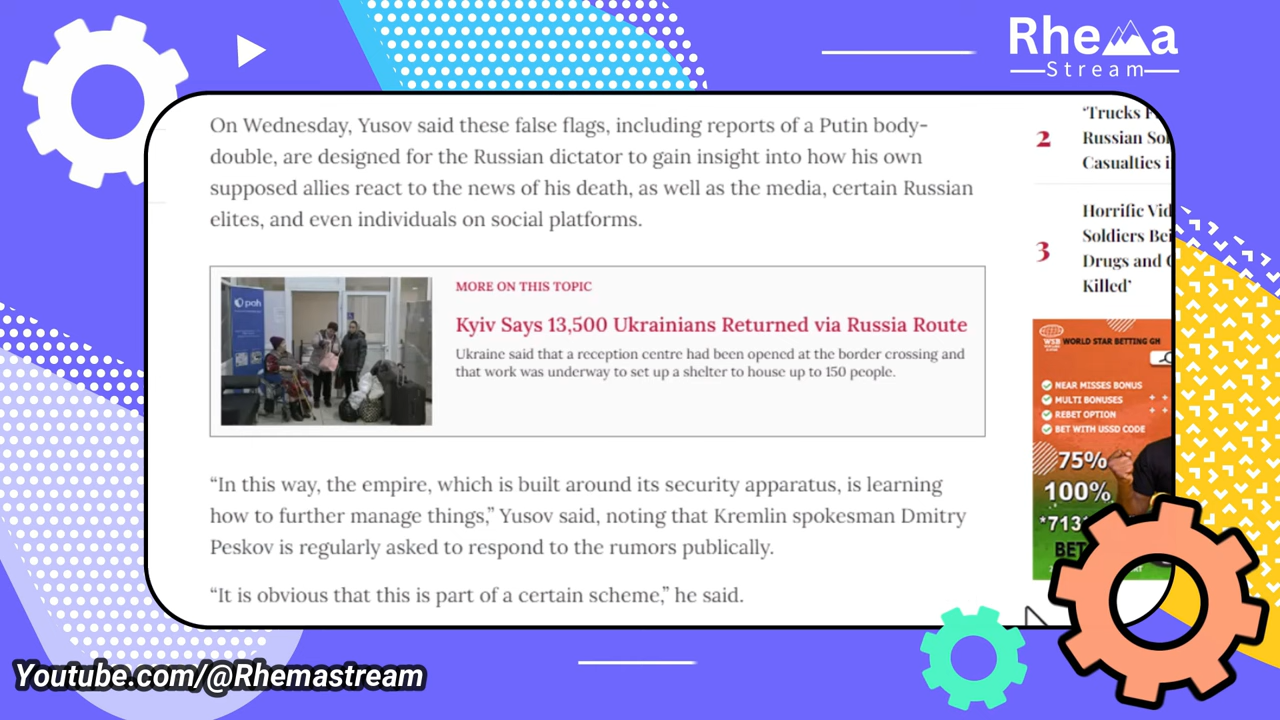 Rhema
Stream
On Wednesday, Yusov said these false flags, including reports of a Putin body-
double, are designed for the Russian dictator to gain insight into how his own
supposed allies react to the news of his death, as well as the media, certain Russian
elites, and even individuals on social platforms.
pah
MORE ON THIS TOPIC
Kyiv Says 13,500 Ukrainians Returned via Russia Route
Ukraine said that a reception centre had been opened at the border crossing and
that work was underway to set up a shelter to house up to 150 people.
“In this way, the empire, which is built around its security apparatus, is learning
how to further manage things,” Yusov said, noting that Kremlin spokesman Dmitry
Peskov is regularly asked to respond to the rumors publically.
“It is obvious that this is part of a certain scheme,” he said.
2
‘Trucks
Russian
Casualties
3
Horrific
Soldiers
Drugs and
Killed’
WSB
WORLD STAR BETTING GH
NEAR MISSES BONUS
MULTI BONUSES
REBET OPTION
BET WITH USSD CODE
75%
100%
*713
BET
Youtube.com/@Rhemastream